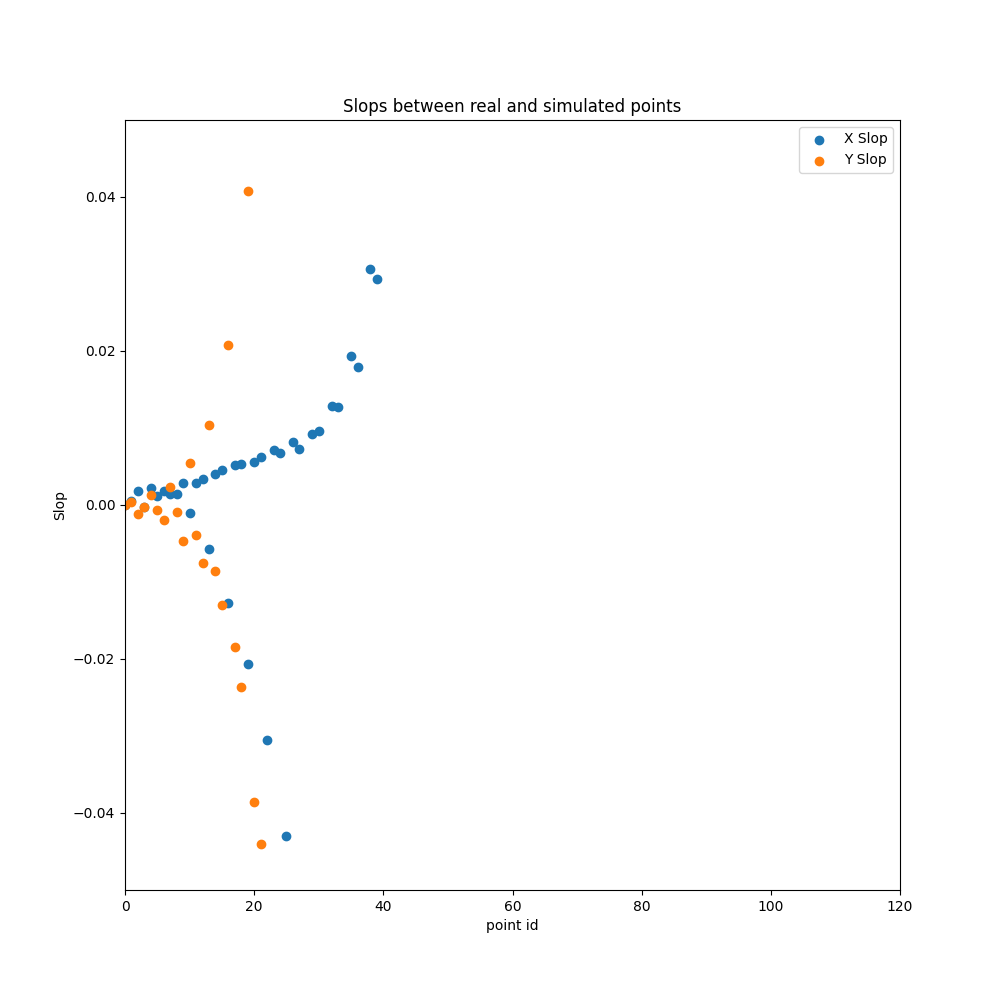 Slops between real and simulated points
X Slop
Y Slop
0.04
0.02
0.00
−0.02
−0.04
Slop
0 20 40 60 80 100 120
point id